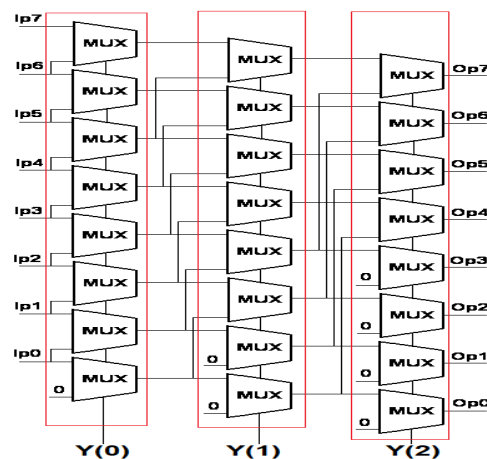 Ip7 MUX MUX MUX Op7
Ip6 MUX MUX MUX Op6
Ip5 MUX MUX MUX Op5
Ip4 MUX MUX MUX Op4
Ip3 MUX MUX MUX Op3
0
Ip2 MUX MUX MUX Op2
0
Ip1 MUX MUX MUX Op1
0 0
Ip0 MUX MUX MUX Op0
0 0 0
Y(0) Y(1) Y(2)